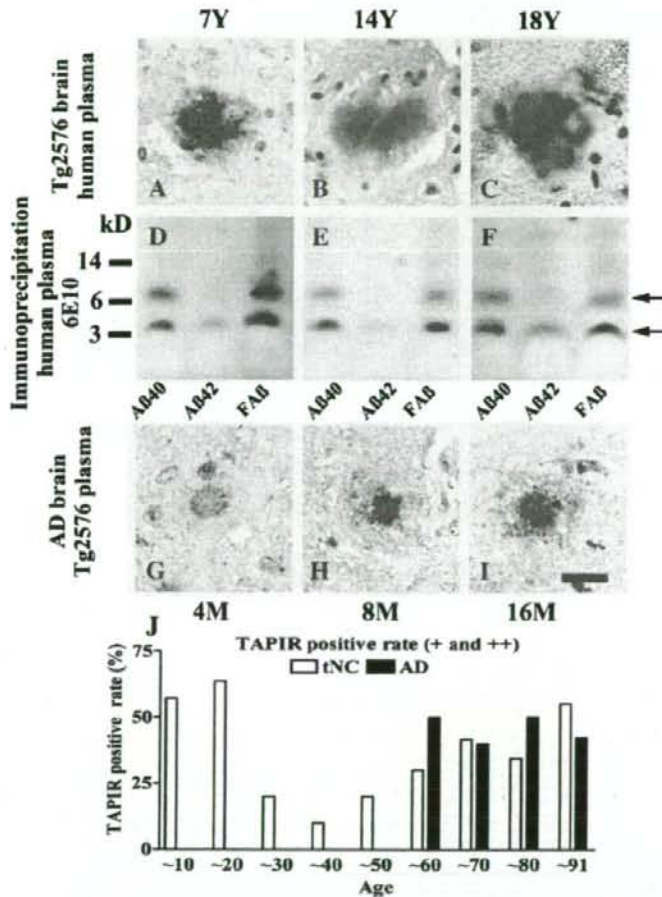 7Y 14Y 18Y
Tg2576 brain
human plasma
A B C
Immunoprecipitation
human plasma
6E10
kD
14
6
3
D E F
Aβ40 Aβ42 FAβ Aβ40 Aβ42 FAβ Aβ40 Aβ42 FAβ
AD brain
Tg2576 plasma
G H I
4M 8M 16M
J
TAPIR positive rate (+ and ++)
tNC AD
TAPIR positive rate (%)
75
50
25
0
~10 ~20 ~30 ~40 ~50 ~60 ~70 ~80 ~91
Age